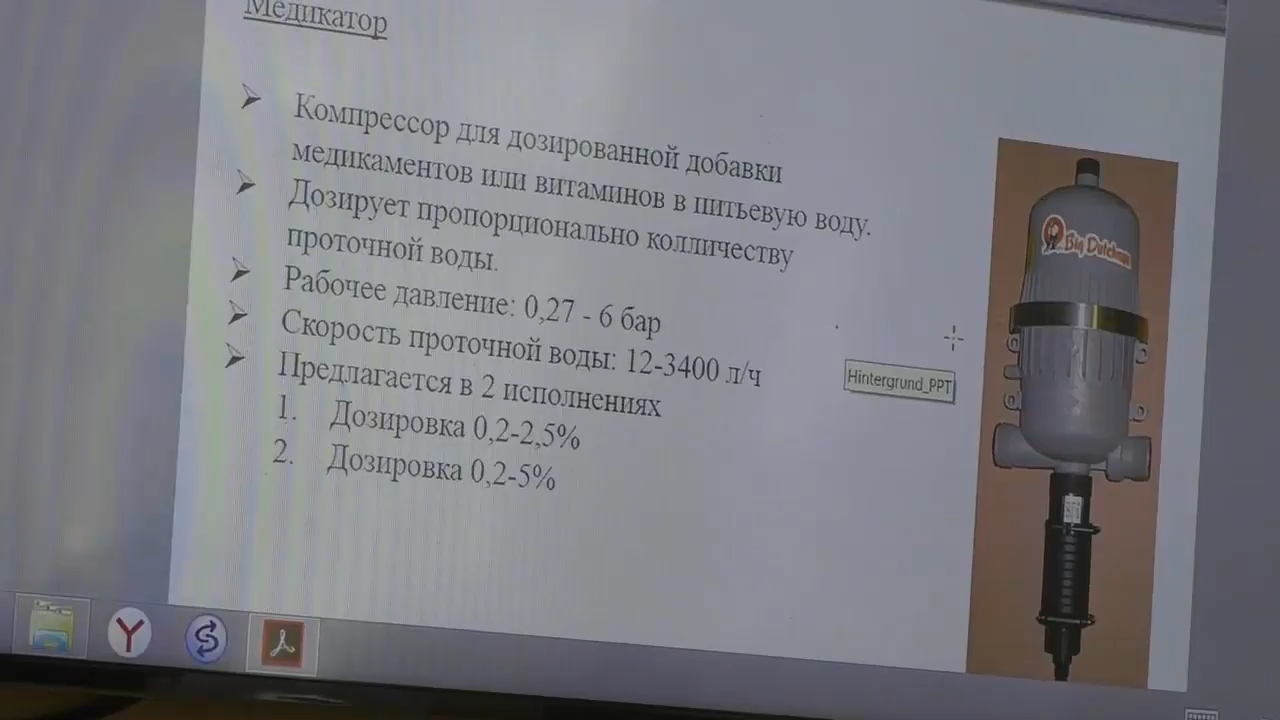 Медикатор
Компрессор для дозированной добавки
медикаментов или витаминов в питьевую воду.
Дозирует пропорционально колличеству
проточной воды.
Рабочее давление: 0,27 - 6 бар
Скорость проточной воды: 12-3400 л/ч
Предлагается в 2 исполнениях
1. Дозировка 0,2-2,5%
2. Дозировка 0,2-5%
Big Dutchman
Hintergrund_PPT